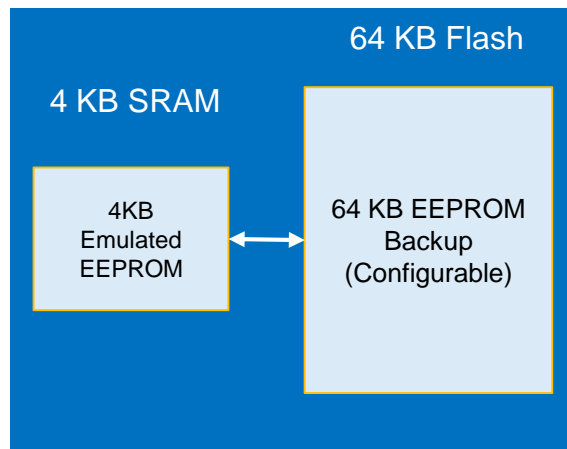 64 KB Flash
4 KB SRAM
4KB
Emulated
EEPROM
64 KB EEPROM
Backup
(Configurable)